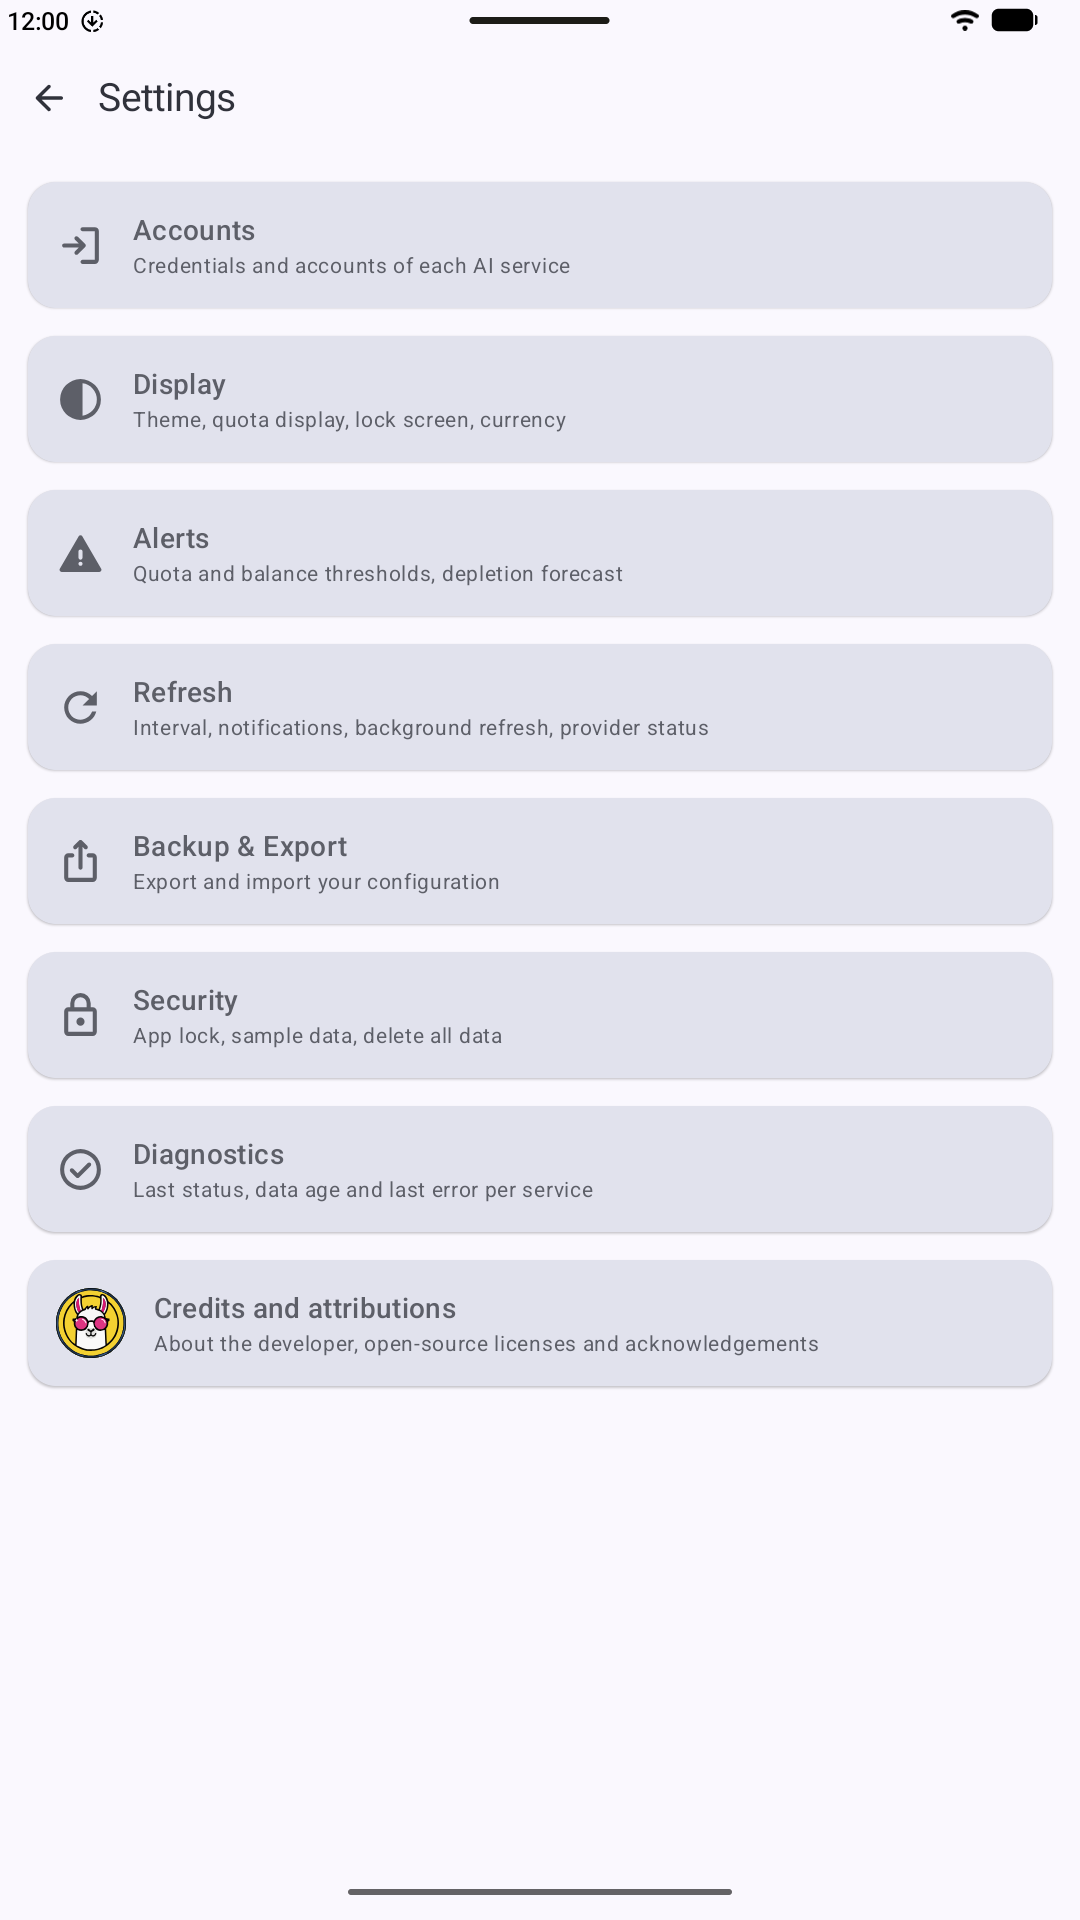 12:00
Settings
Accounts
Credentials and accounts of each AI service
Display
Theme, quota display, lock screen, currency
Alerts
Quota and balance thresholds, depletion forecast
Refresh
Interval, notifications, background refresh, provider status
Backup & Export
Export and import your configuration
Security
App lock, sample data, delete all data
Diagnostics
Last status, data age and last error per service
Credits and attributions
About the developer, open-source licenses and acknowledgements